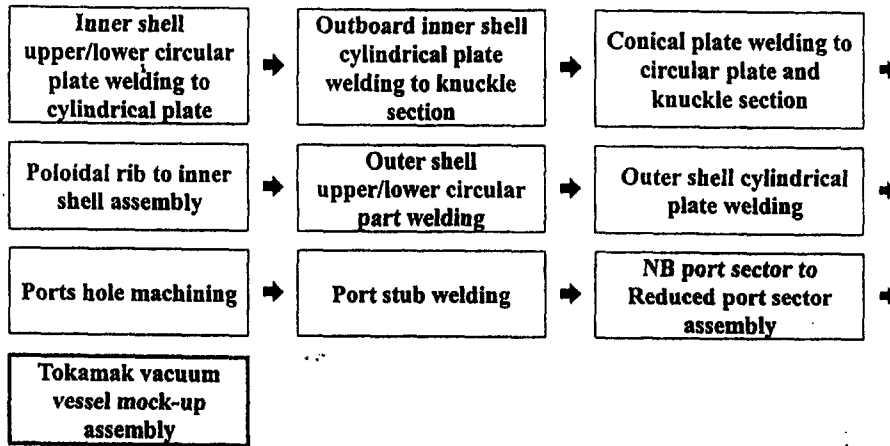 Inner shell
upper/lower circular
plate welding to
cylindrical plate
Outboard inner shell
cylindrical plate
welding to knuckle
section
Conical plate welding to
circular plate and
knuckle section
Poloidal rib to inner
shell assembly
Outer shell
upper/lower circular
part welding
Outer shell cylindrical
plate welding
Ports hole machining
Port stub welding
NB port sector to
Reduced port sector
assembly
Tokamak vacuum
vessel mock-up
assembly